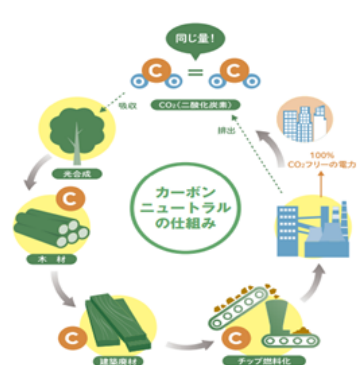 同じ量!
C = C
CO₂(二酸化炭素)
吸収
排出
光合成
100%
CO₂フリーの電力
カーボン
ニュートラル
の仕組み
C
木材
C
建築廃材
C
チップ燃料化